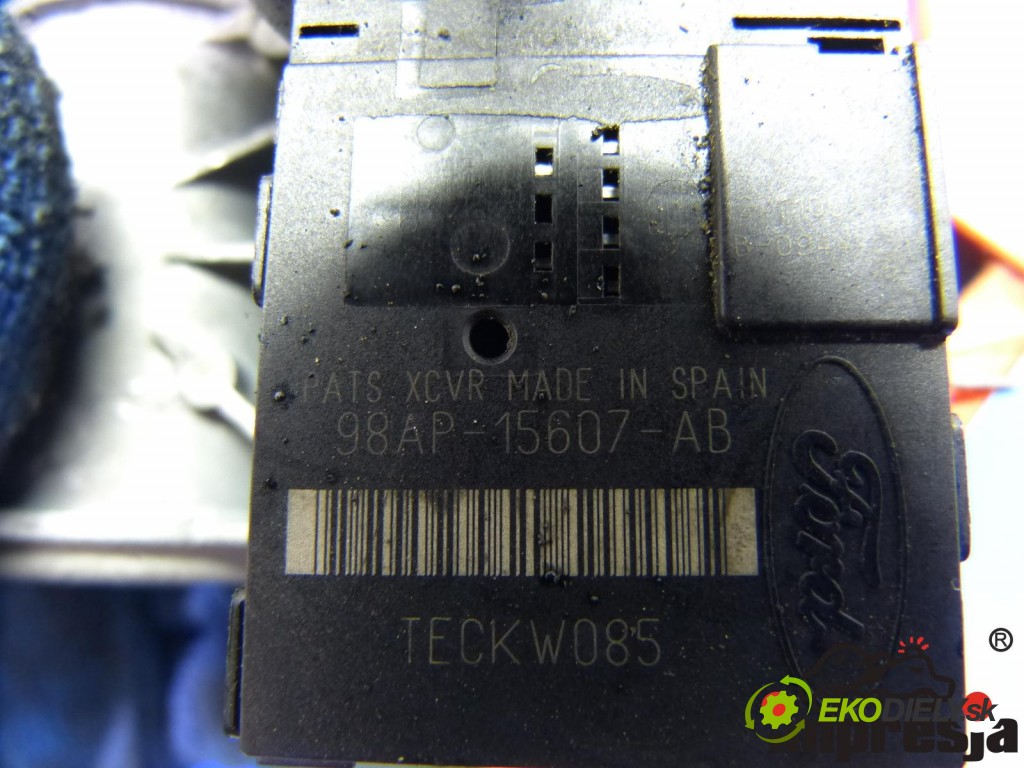 PATS XCVR MADE IN SPAIN
98AP-15607-AB
Ford
TECKW085
®
EKODIEL.sk